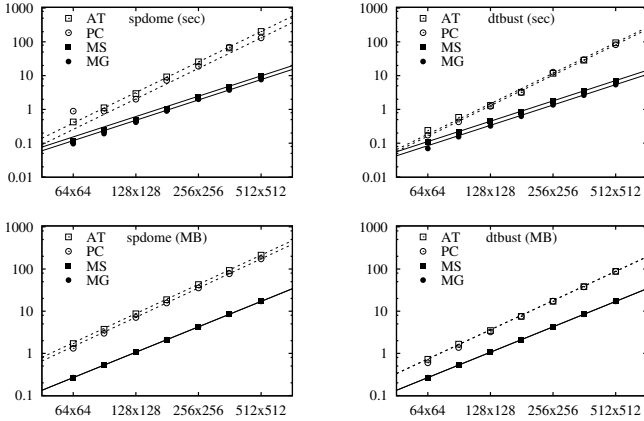 spdome (sec)
1000
100
10
1
0.1
0.01
AT
PC
MS
MG
64x64
128x128
256x256
512x512
dtbust (sec)
1000
100
10
1
0.1
0.01
AT
PC
MS
MG
64x64
128x128
256x256
512x512
spdome (MB)
1000
100
10
1
0.1
AT
PC
MS
MG
64x64
128x128
256x256
512x512
dtbust (MB)
1000
100
10
1
0.1
AT
PC
MS
MG
64x64
128x128
256x256
512x512